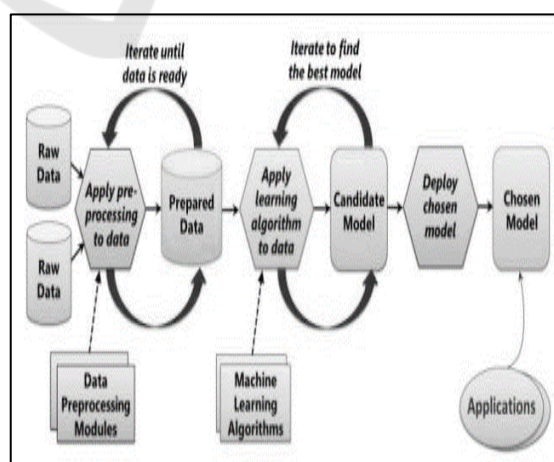 Iterate until
data is ready
Iterate to find
the best model
Raw
Data
Raw
Data
Apply pre-
processing
to data
Prepared
Data
Apply
learning
algorithm
to data
Candidate
Model
Deploy
chosen
model
Chosen
Model
Data
Preprocessing
Modules
Machine
Learning
Algorithms
Applications